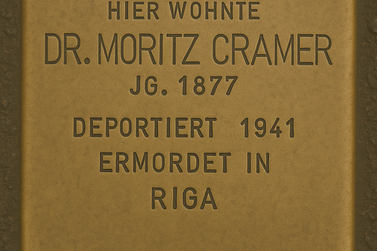 HIER WOHNTE
DR. MORITZ CRAMER
JG. 1877
DEPORTIERT 1941
ERMORDET IN
RIGA